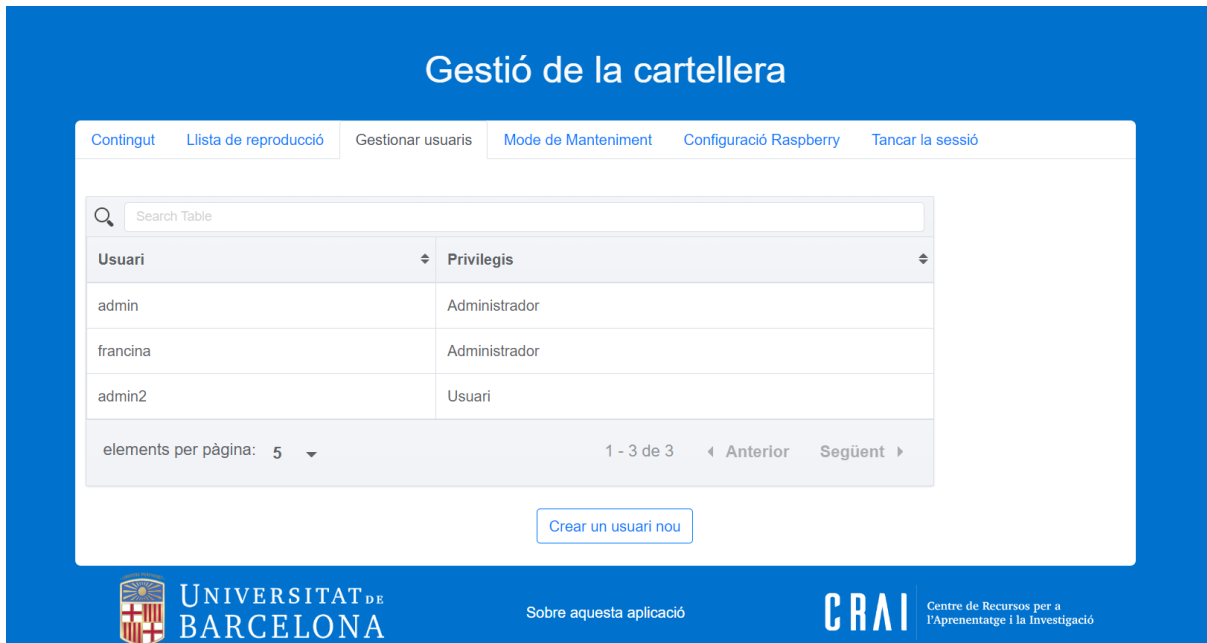 Gestió de la cartellera
Contingut Llista de reproducció Gestionar usuaris Mode de Manteniment Configuració Raspberry Tancar la sessió
Search Table
Usuari Privilegis
admin Administrador
francina Administrador
admin2 Usuari
elements per pàgina: 5 1 - 3 de 3 Anterior Següent
Crear un usuari nou
UNIVERSITAT DE
BARCELONA
Sobre aquesta aplicació
CRAI
Centre de Recursos per a
l'Aprenentatge i la Investigació